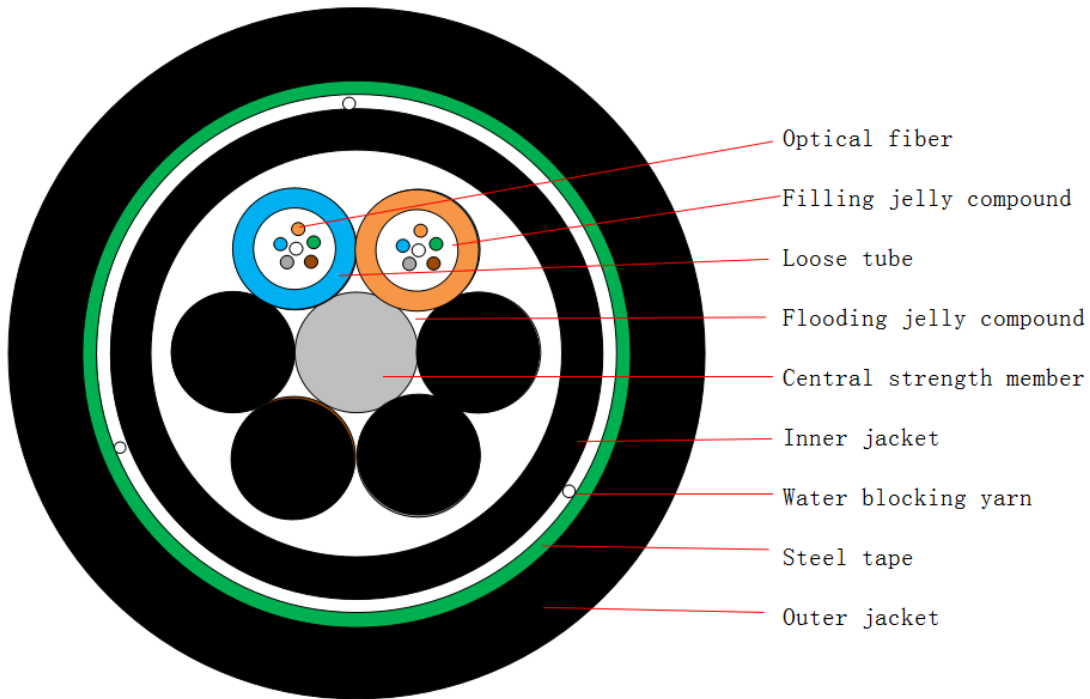 Optical fiber
Filling jelly compound
Loose tube
Flooding jelly compound
Central strength member
Inner jacket
Water blocking yarn
Steel tape
Outer jacket